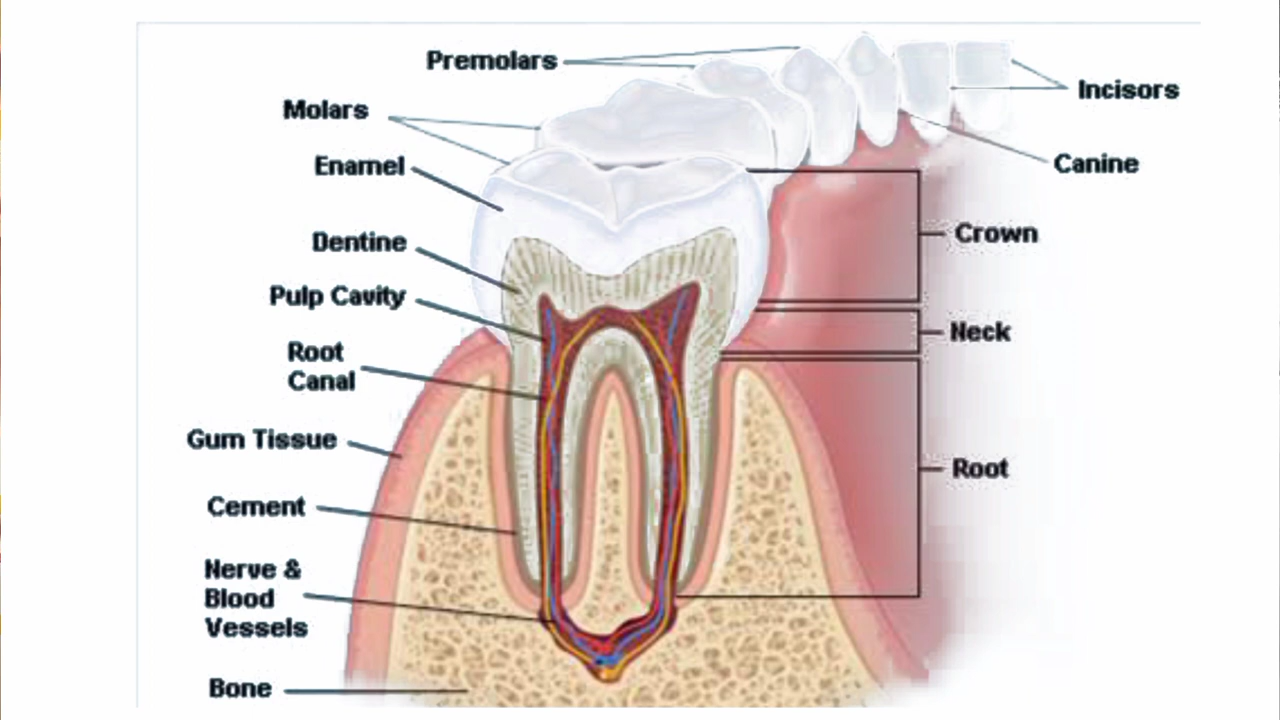 Premolars
Molars
Enamel
Dentine
Pulp Cavity
Root
Canal
Gum Tissue
Cement
Nerve &
Blood
Vessels
Bone
Incisors
Canine
Crown
Neck
Root